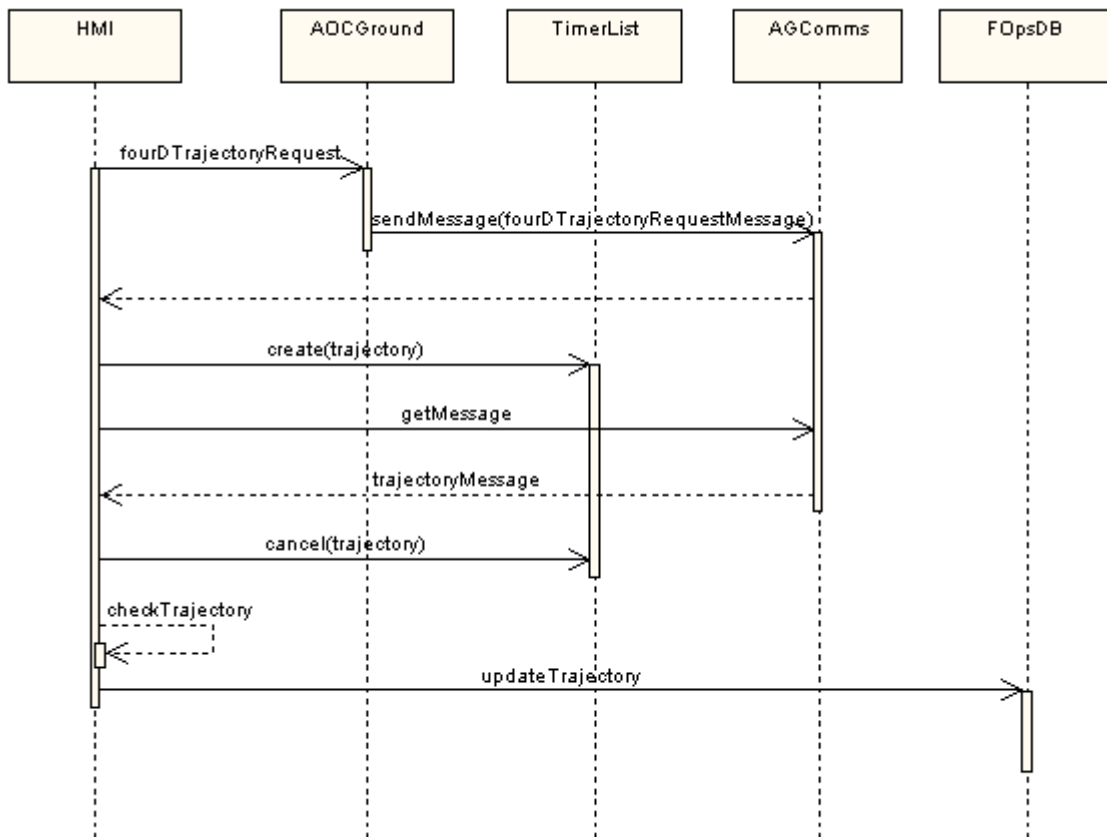 HMI
AOCGround
TimerList
AGComms
FOpsDB
fourDTrajectoryRequest
sendMessage(fourDTrajectoryRequestMessage)
create(trajectory)
getMessage
trajectoryMessage
cancel(trajectory)
checkTrajectory
updateTrajectory